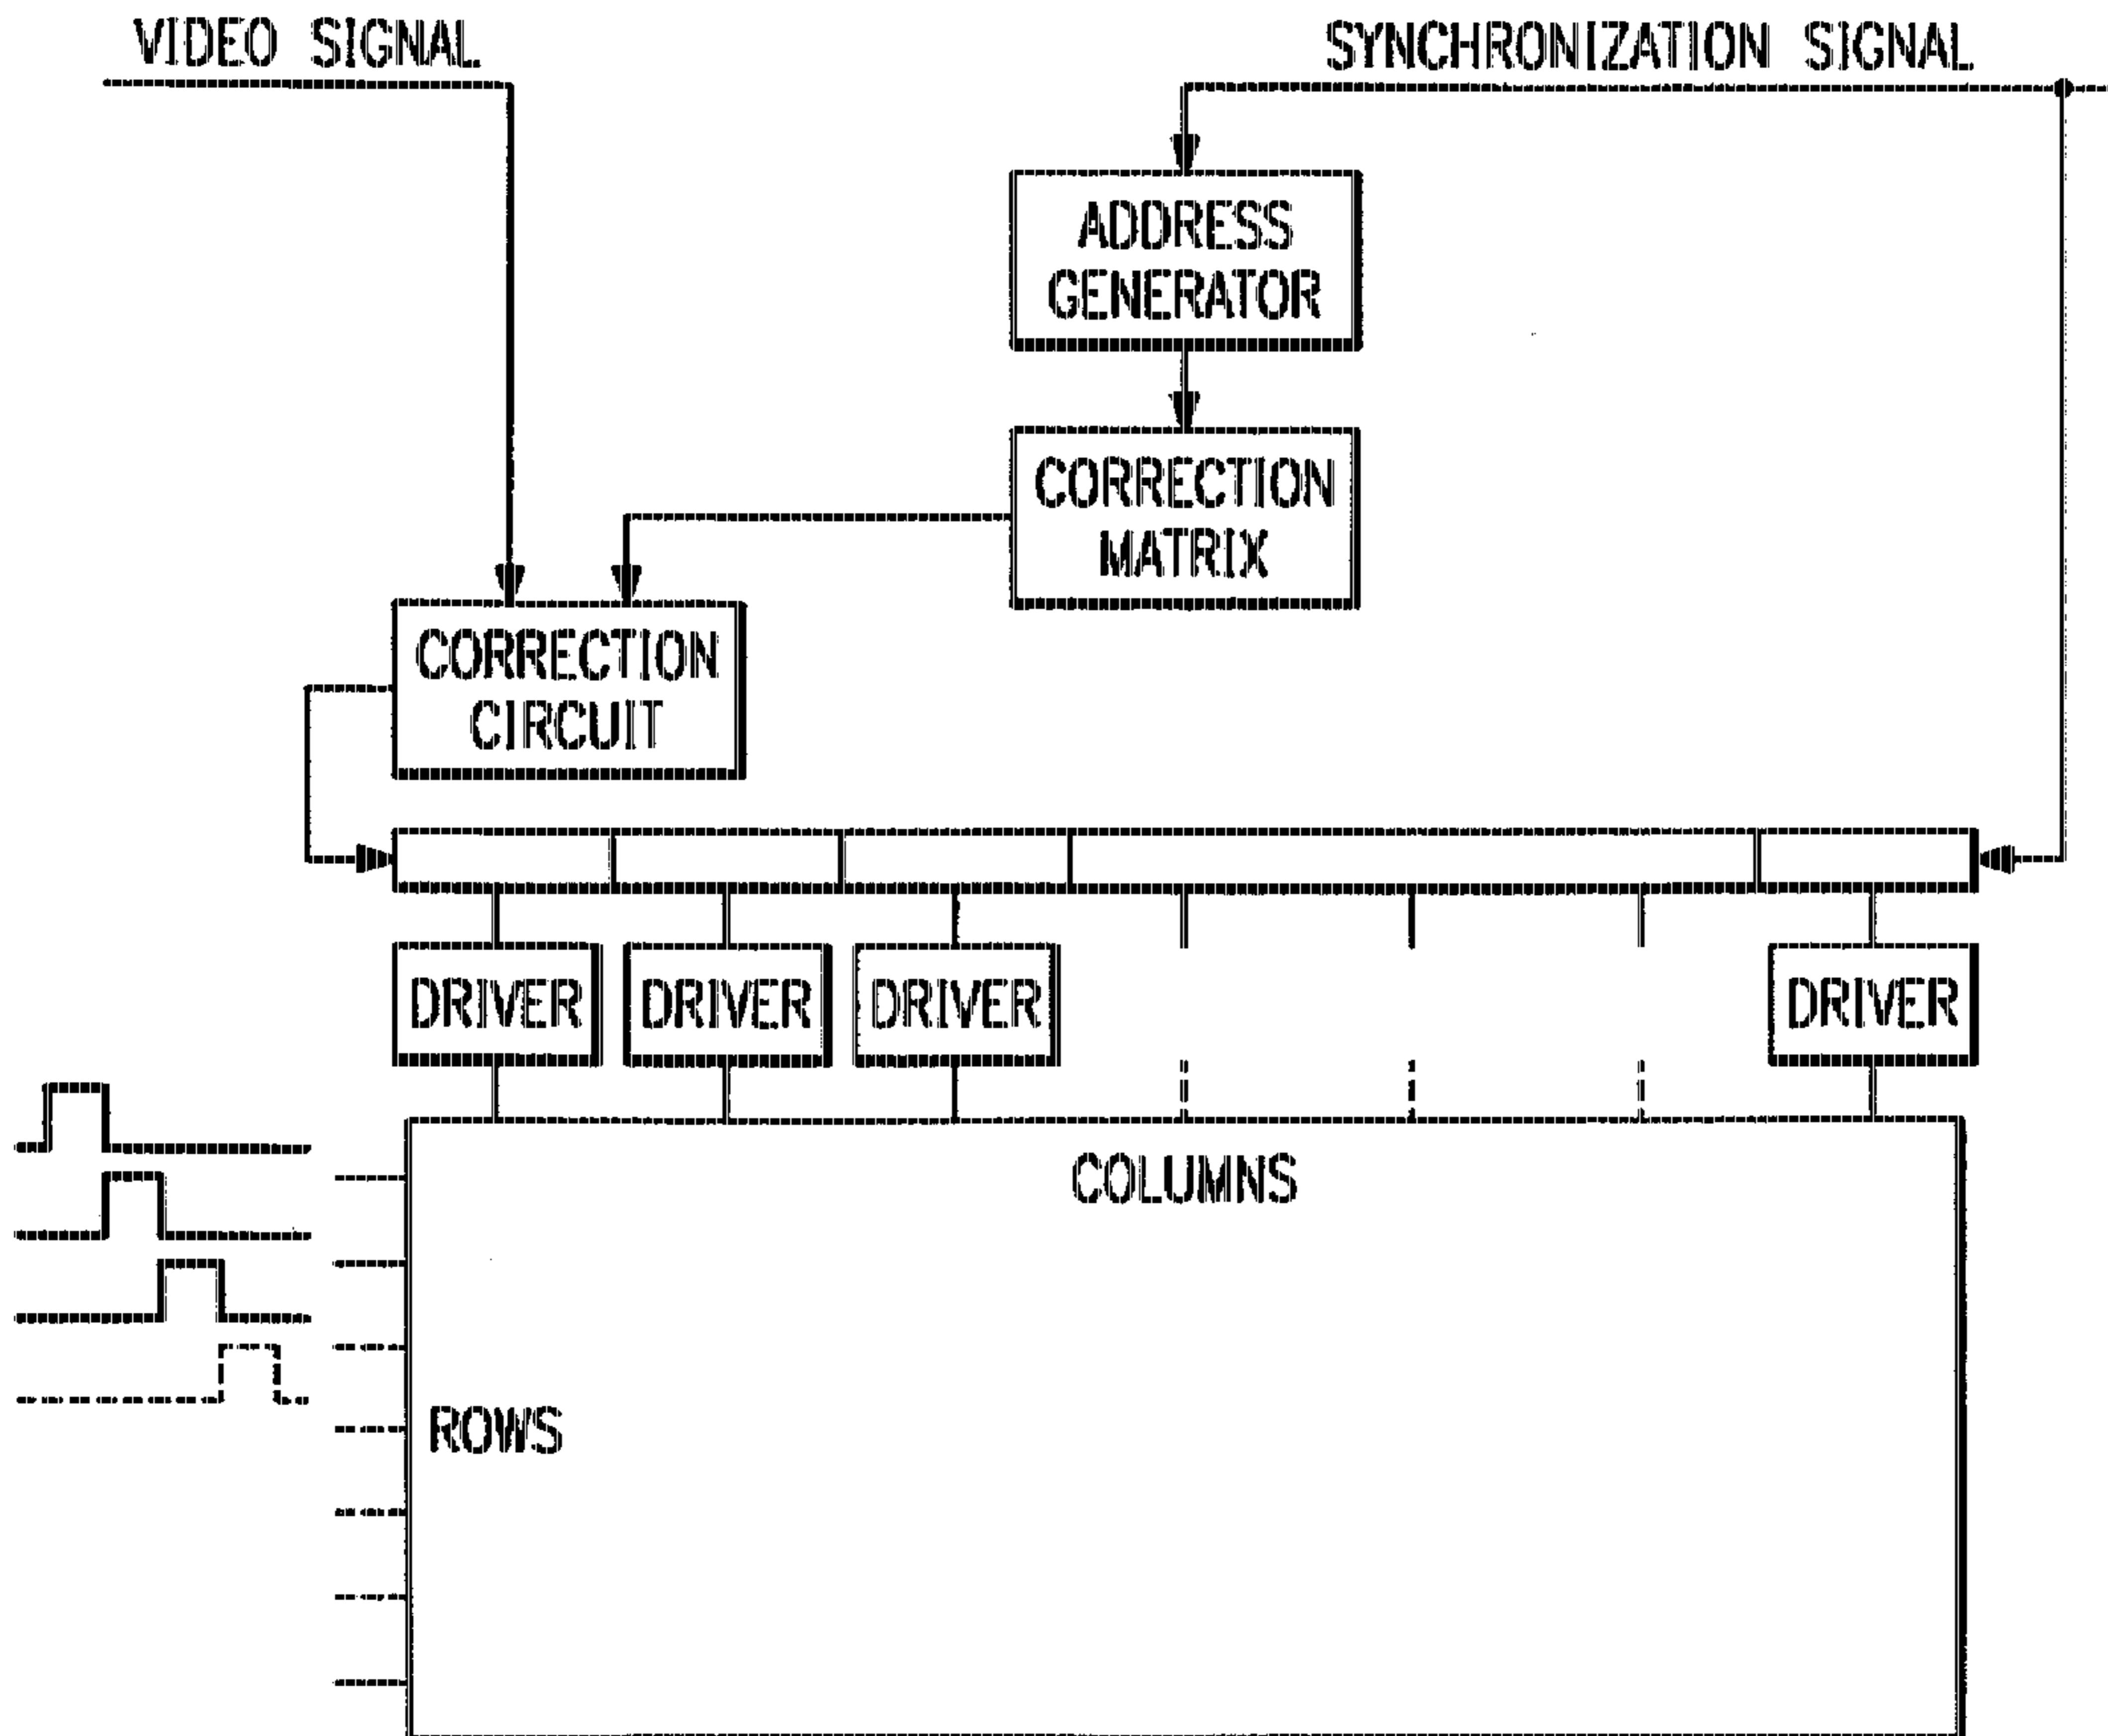 VIDEO SIGNAL
SYNCHRONIZATION SIGNAL
ADDRESS
GENERATOR
CORRECTION
MATRIX
CORRECTION
CIRCUIT
DRIVER
DRIVER
DRIVER
DRIVER
COLUMNS
ROWS